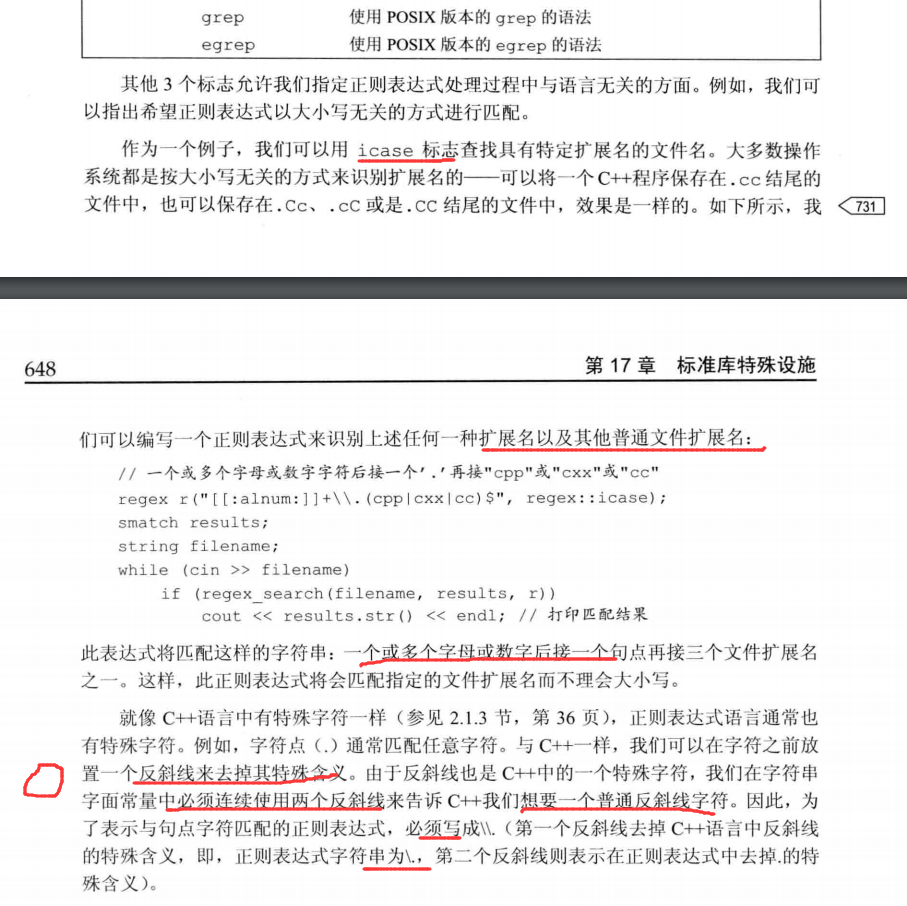 grep 使用 POSIX 版本的 grep 的语法
egrep 使用 POSIX 版本的 egrep 的语法
其他 3 个标志允许我们指定正则表达式处理过程中与语言无关的方面。例如，我们可
以指出希望正则表达式以大小写无关的方式进行匹配。
作为一个例子，我们可以用 icase 标志查找具有特定扩展名的文件名。大多数操作
系统都是按大小写无关的方式来识别扩展名的——可以将一个 C++程序保存在.cc 结尾的
文件中，也可以保存在.Cc、.cC 或是.CC 结尾的文件中，效果是一样的。如下所示，我
731
648
第 17 章 标准库特殊设施
们可以编写一个正则表达式来识别上述任何一种扩展名以及其他普通文件扩展名：
// 一个或多个字母或数字字符后接一个'.'再接"cpp"或"cxx"或"cc"
regex r("[[:alnum:]]+\\.(cpp|cxx|cc)$", regex::icase);
smatch results;
string filename;
while (cin >> filename)
if (regex_search(filename, results, r))
cout << results.str() << endl; // 打印匹配结果
此表达式将匹配这样的字符串：一个或多个字母或数字后接一个句点再接三个文件扩展名
之一。这样，此正则表达式将会匹配指定的文件扩展名而不理会大小写。
就像 C++语言中有特殊字符一样（参见 2.1.3 节，第 36 页），正则表达式语言通常也
有特殊字符。例如，字符点（.）通常匹配任意字符。与 C++一样，我们可以在字符之前放
置一个反斜线来去掉其特殊含义。由于反斜线也是 C++中的一个特殊字符，我们在字符串
字面常量中必须连续使用两个反斜线来告诉 C++我们想要一个普通反斜线字符。因此，为
了表示与句点字符匹配的正则表达式，必须写成\\.（第一个反斜线去掉 C++语言中反斜线
的特殊含义，即，正则表达式字符串为\.，第二个反斜线则表示在正则表达式中去掉.的特
殊含义）。